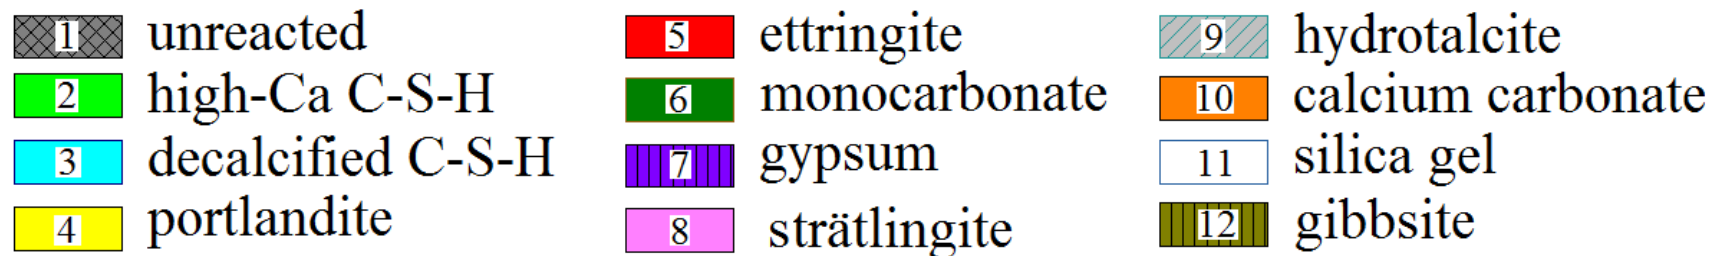 1 unreacted
2 high-Ca C-S-H
3 decalcified C-S-H
4 portlandite
5 ettringite
6 monocarbonate
7 gypsum
8 strätlingite
9 hydrotalcite
10 calcium carbonate
11 silica gel
12 gibbsite